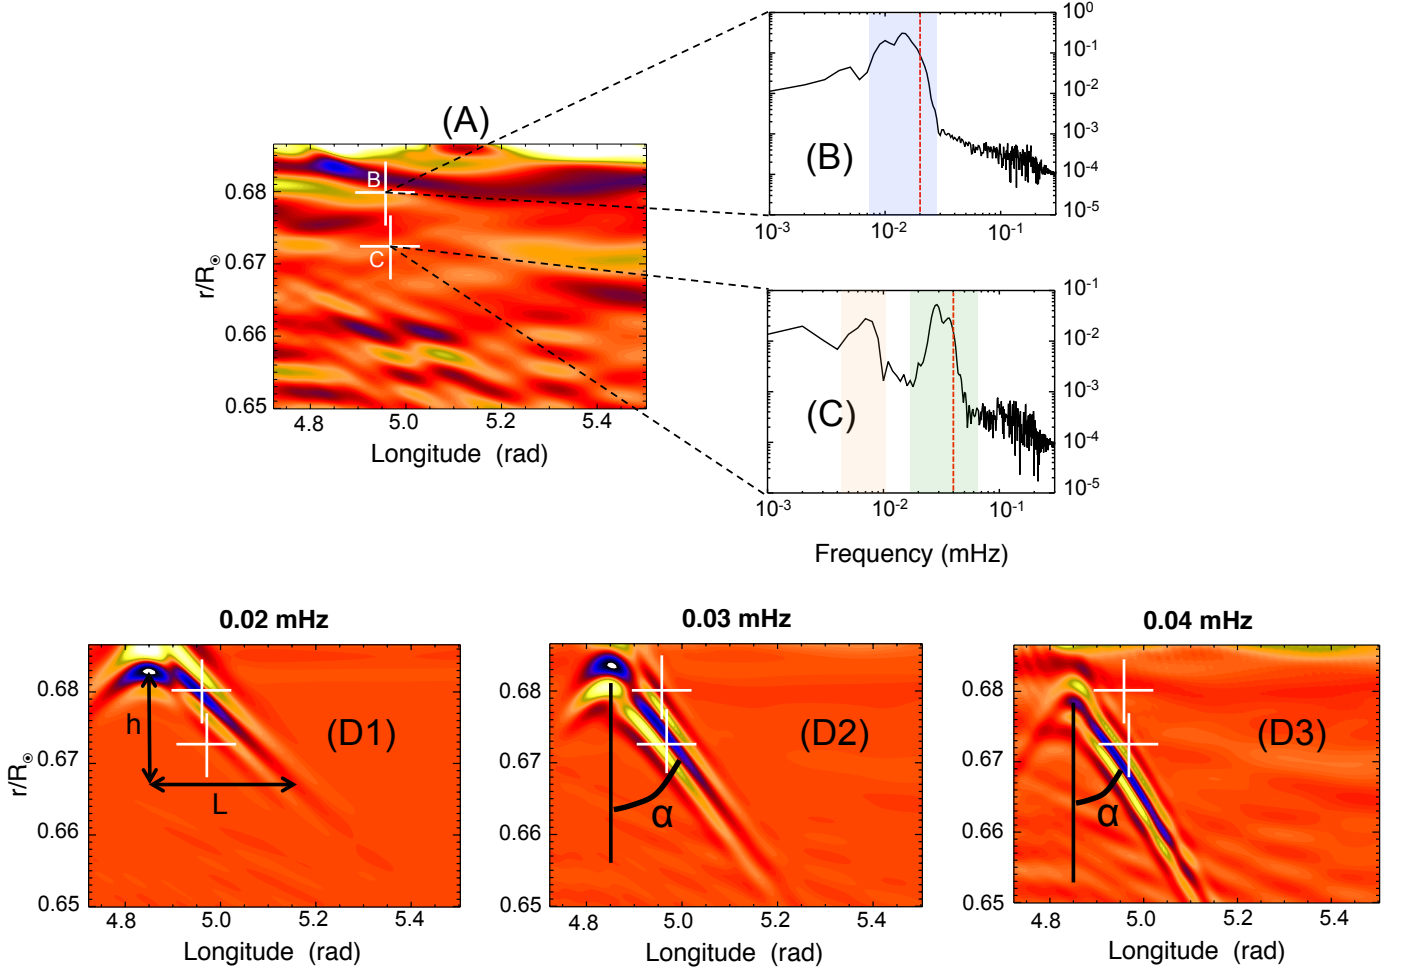 (A)
B
C
0.68
0.67
0.66
0.65
r/R⊙
4.8 5.0 5.2 5.4
Longitude (rad)
(B)
10⁰
10⁻¹
10⁻²
10⁻³
10⁻⁴
10⁻⁵
10⁻³ 10⁻² 10⁻¹
(C)
10⁻¹
10⁻²
10⁻³
10⁻⁴
10⁻⁵
10⁻³ 10⁻² 10⁻¹
Frequency (mHz)
0.02 mHz
0.68
0.67
0.66
0.65
r/R⊙
h
L
(D1)
4.8 5.0 5.2 5.4
Longitude (rad)
0.03 mHz
0.68
0.67
0.66
0.65
α
(D2)
4.8 5.0 5.2 5.4
Longitude (rad)
0.04 mHz
0.68
0.67
0.66
0.65
α
(D3)
4.8 5.0 5.2 5.4
Longitude (rad)